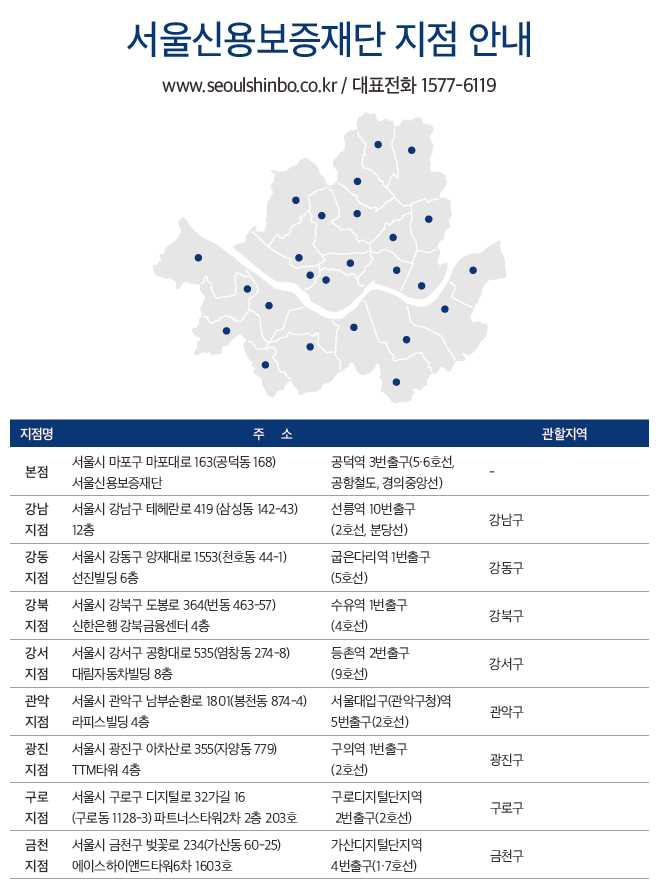 서울신용보증재단 지점 안내
www.seoulshinbo.co.kr / 대표전화 1577-6119
지점명 주 소 관할지역
본점
서울시 마포구 마포대로 163(공덕동 168)
서울신용보증재단
공덕역 3번출구(5·6호선,
공항철도, 경의중앙선)
-
강남
지점
서울시 강남구 테헤란로 419 (삼성동 142-43)
12층
선릉역 10번출구
(2호선, 분당선)
강남구
강동
지점
서울시 강동구 양재대로 1553(천호동 44-1)
선진빌딩 6층
굽은다리역 1번출구
(5호선)
강동구
강북
지점
서울시 강북구 도봉로 364(번동 463-57)
신한은행 강북금융센터 4층
수유역 1번출구
(4호선)
강북구
강서
지점
서울시 강서구 공항대로 535(염창동 274-8)
대림자동차빌딩 8층
등촌역 2번출구
(9호선)
강서구
관악
지점
서울시 관악구 남부순환로 1801(봉천동 874-4)
라피스빌딩 4층
서울대입구(관악구청)역
5번출구(2호선)
관악구
광진
지점
서울시 광진구 아차산로 355(자양동 779)
TTM타워 4층
구의역 1번출구
(2호선)
광진구
구로
지점
서울시 구로구 디지털로 32가길 16
(구로동 1128-3) 파트너스타워2차 2층 203호
구로디지털단지역
2번출구(2호선)
구로구
금천
지점
서울시 금천구 벚꽃로 234(가산동 60-25)
에이스하이앤드타워6차 1603호
가산디지털단지역
4번출구(1·7호선)
금천구